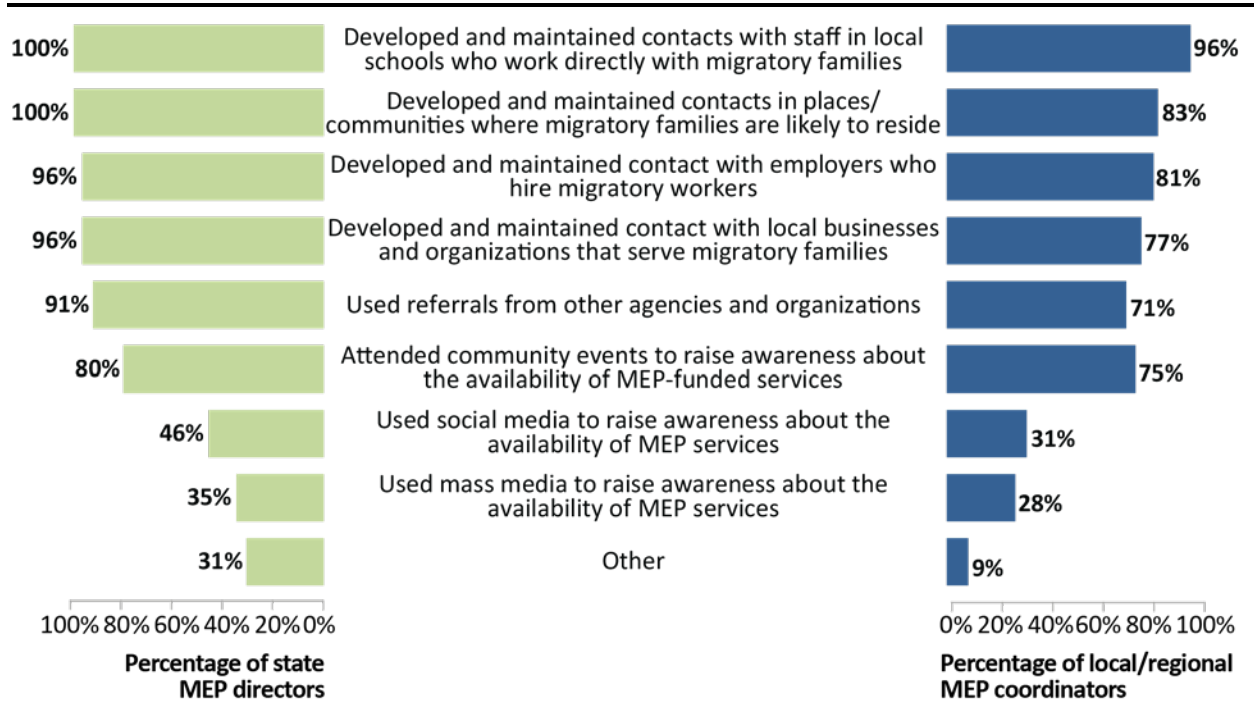 100%
Developed and maintained contacts with staff in local
schools who work directly with migratory families
96%
100%
Developed and maintained contacts in places/
communities where migratory families are likely to reside
83%
96%
Developed and maintained contact with employers who
hire migratory workers
81%
96%
Developed and maintained contact with local businesses
and organizations that serve migratory families
77%
91%
Used referrals from other agencies and organizations
71%
80%
Attended community events to raise awareness about
the availability of MEP-funded services
75%
46%
Used social media to raise awareness about the
availability of MEP services
31%
35%
Used mass media to raise awareness about the
availability of MEP services
28%
31%
Other
9%
100% 80% 60% 40% 20% 0%
0% 20% 40% 60% 80% 100%
Percentage of state
MEP directors
Percentage of local/regional
MEP coordinators